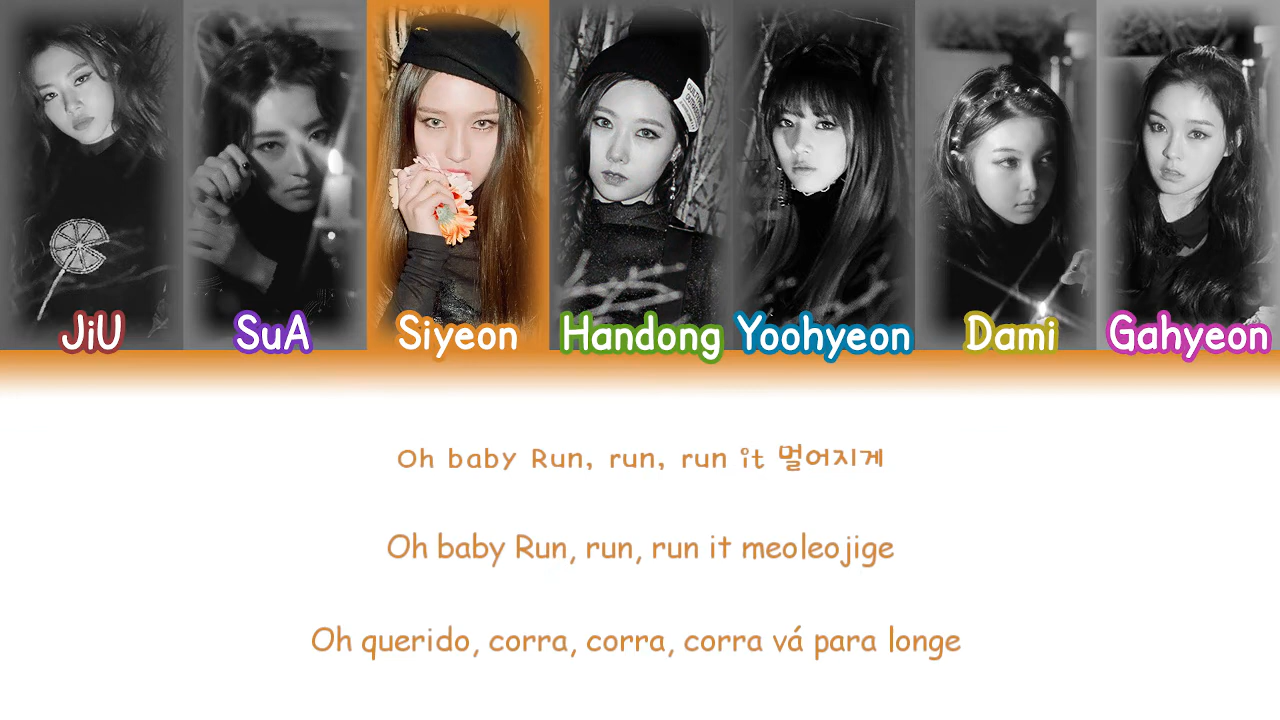 JiU SuA Siyeon Handong Yoohyeon Dami Gahyeon
Oh baby Run, run, run it 멀어지게
Oh baby Run, run, run it meoleojige
Oh querido, corra, corra, corra vá para longe